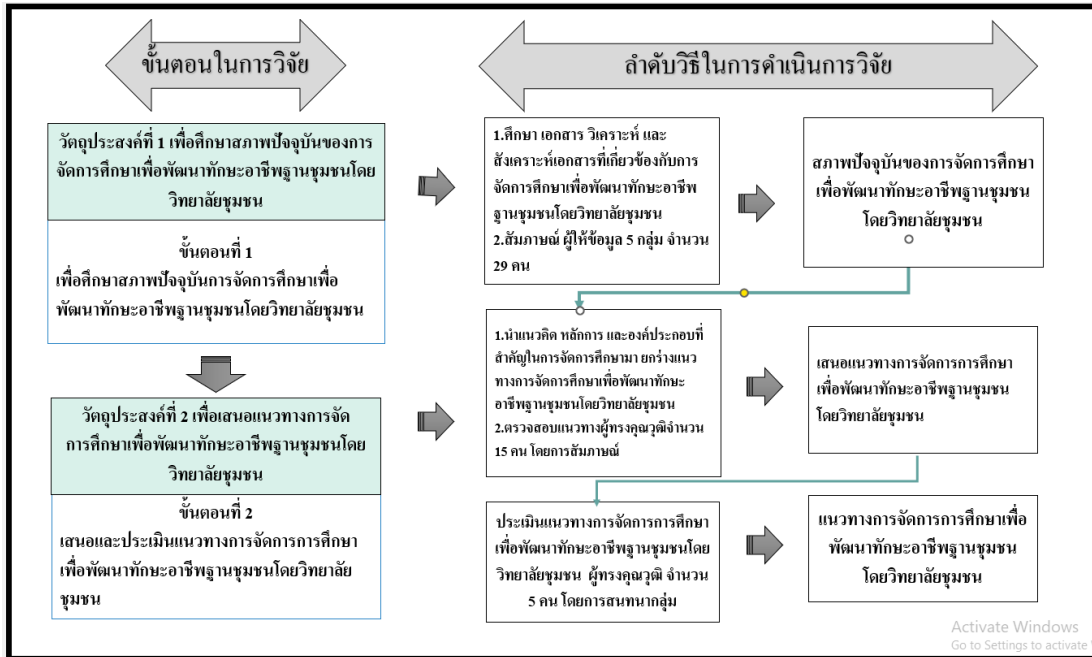 ขั้นตอนในการวิจัย
ลำดับวิธีในการดำเนินการวิจัย
วัตถุประสงค์ที่ 1 เพื่อศึกษาสภาพปัจจุบันของการ
จัดการศึกษาเพื่อพัฒนาทักษะอาชีพฐานชุมชนโดย
วิทยาลัยชุมชน
ขั้นตอนที่ 1
เพื่อศึกษาสภาพปัจจุบันการจัดการศึกษาเพื่อ
พัฒนาทักษะอาชีพฐานชุมชนโดยวิทยาลัยชุมชน
1.ศึกษา เอกสาร วิเคราะห์ และ
สังเคราะห์เอกสารที่เกี่ยวข้องกับการ
จัดการศึกษาเพื่อพัฒนาทักษะอาชีพ
ฐานชุมชนโดยวิทยาลัยชุมชน
2.สัมภาษณ์ ผู้ให้ข้อมูล 5 กลุ่ม จำนวน
29 คน
สภาพปัจจุบันของการจัดการศึกษา
เพื่อพัฒนาทักษะอาชีพฐานชุมชน
โดยวิทยาลัยชุมชน
วัตถุประสงค์ที่ 2 เพื่อเสนอแนวทางการจัด
การศึกษาเพื่อพัฒนาทักษะอาชีพฐานชุมชนโดย
วิทยาลัยชุมชน
ขั้นตอนที่ 2
เสนอและประเมินแนวทางการจัดการการศึกษา
เพื่อพัฒนาทักษะอาชีพฐานชุมชนโดยวิทยาลัย
ชุมชน
1.นำแนวคิด หลักการ และองค์ประกอบที่
สำคัญในการจัดการศึกษามา ยกร่างแนว
ทางการจัดการศึกษาเพื่อพัฒนาทักษะ
อาชีพฐานชุมชนโดยวิทยาลัยชุมชน
2.ตรวจสอบแนวทางผู้ทรงคุณวุฒิจำนวน
15 คน โดยการสัมภาษณ์
เสนอแนวทางการจัดการการศึกษา
เพื่อพัฒนาทักษะอาชีพฐานชุมชน
โดยวิทยาลัยชุมชน
ประเมินแนวทางการจัดการการศึกษา
เพื่อพัฒนาทักษะอาชีพฐานชุมชนโดย
วิทยาลัยชุมชน ผู้ทรงคุณวุฒิ จำนวน
5 คน โดยการสนทนากลุ่ม
แนวทางการจัดการการศึกษาเพื่อ
พัฒนาทักษะอาชีพฐานชุมชน
โดยวิทยาลัยชุมชน
Activate Windows
Go to Settings to activate